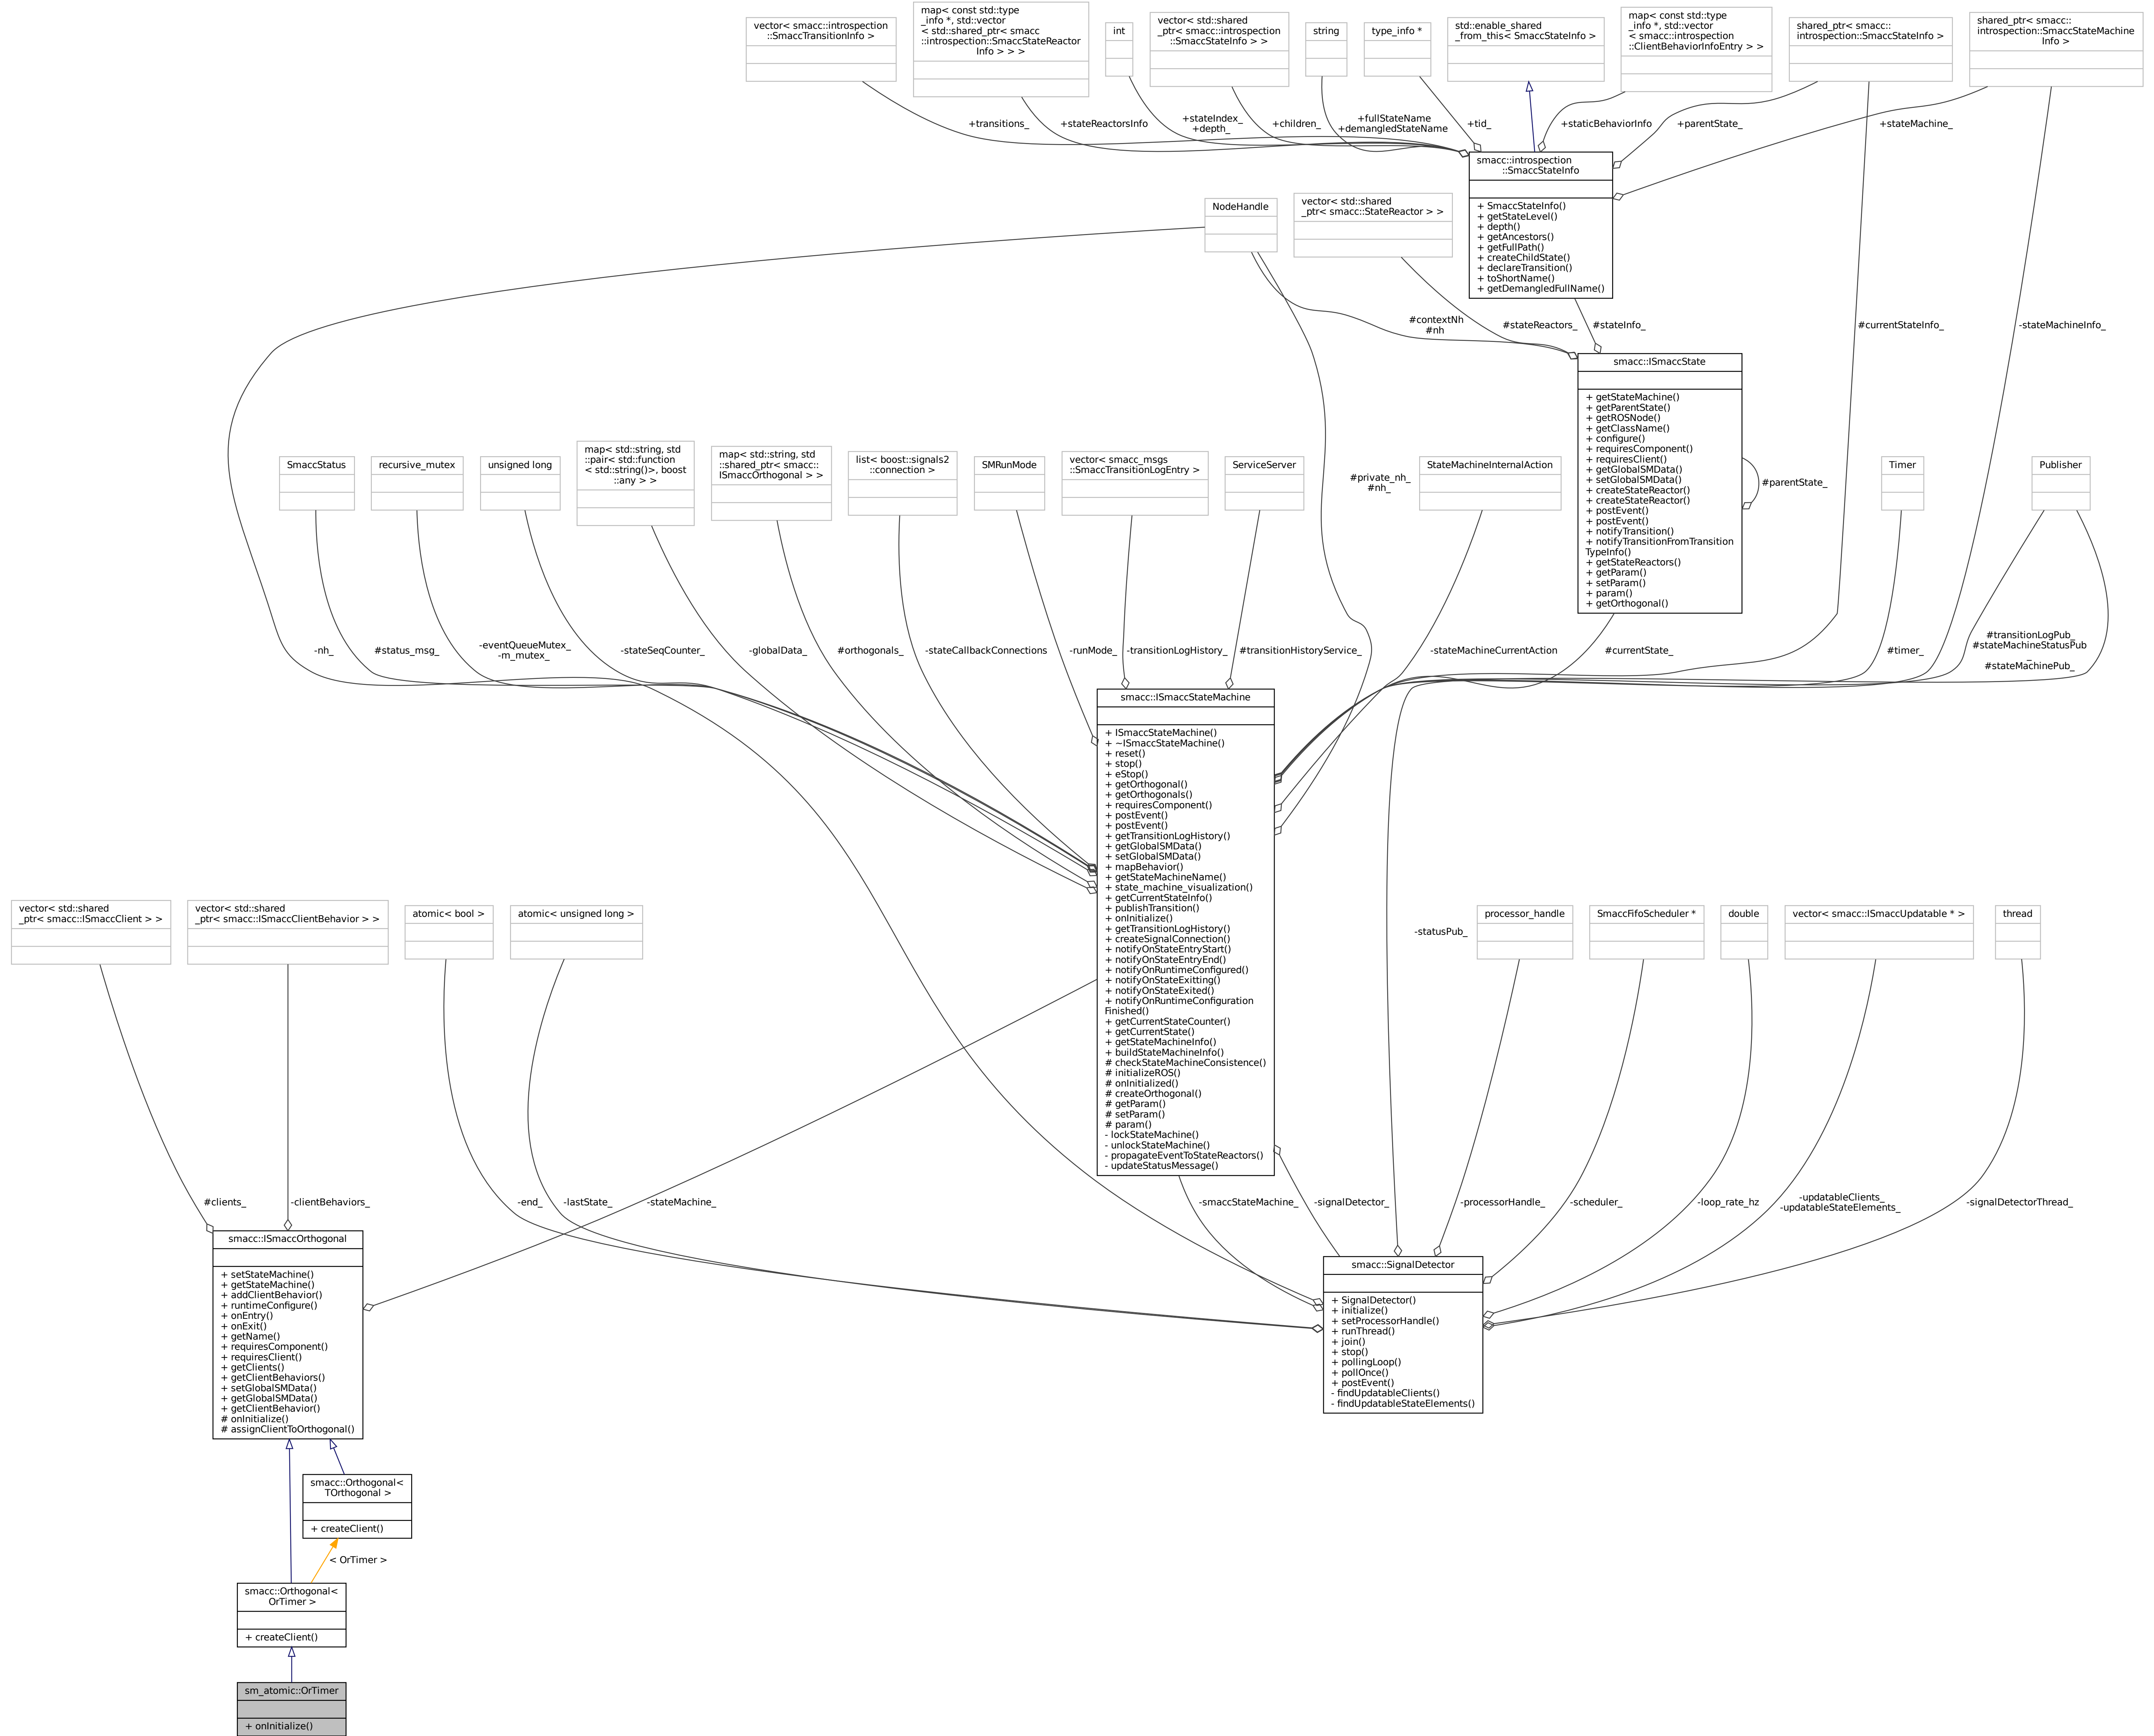 vector< smacc::introspection
::SmaccTransitionInfo >
map< const std::type
_info *, std::vector
< std::shared_ptr< smacc
::introspection::SmaccStateReactor
Info > > >
int
vector< std::shared
_ptr< smacc::introspection
::SmaccStateInfo > >
string
type_info *
std::enable_shared
_from_this< SmaccStateInfo >
map< const std::type
_info *, std::vector
< smacc::introspection
::ClientBehaviorInfoEntry > >
shared_ptr< smacc::
introspection::SmaccStateInfo >
shared_ptr< smacc::
introspection::SmaccStateMachine
Info >
+transitions_
+stateReactorsInfo
+stateIndex_
+depth_
+children_
+fullStateName
+demangledStateName
+tid_
+staticBehaviorInfo
+parentState_
+stateMachine_
smacc::introspection
::SmaccStateInfo
+ SmaccStateInfo()
+ getStateLevel()
+ depth()
+ getAncestors()
+ getFullPath()
+ createChildState()
+ declareTransition()
+ toShortName()
+ getDemangledFullName()
NodeHandle
vector< std::shared
_ptr< smacc::StateReactor > >
#contextNh
#nh
#stateReactors_
#stateInfo_
#currentStateInfo_
-stateMachineInfo_
smacc::ISmaccState
+ getStateMachine()
+ getParentState()
+ getROSNode()
+ getClassName()
+ configure()
+ requiresComponent()
+ requiresClient()
+ getGlobalSMData()
+ setGlobalSMData()
+ createStateReactor()
+ createStateReactor()
+ postEvent()
+ postEvent()
+ notifyTransition()
+ notifyTransitionFromTransition
TypeInfo()
+ getStateReactors()
+ getParam()
+ setParam()
+ param()
+ getOrthogonal()
#parentState_
SmaccStatus
recursive_mutex
unsigned long
map< std::string, std
::pair< std::function
< std::string()>, boost
::any > >
map< std::string, std
::shared_ptr< smacc::
ISmaccOrthogonal > >
list< boost::signals2
::connection >
SMRunMode
vector< smacc_msgs
::SmaccTransitionLogEntry >
ServiceServer
#private_nh_
#nh_
StateMachineInternalAction
Timer
Publisher
-nh_
#status_msg_
-eventQueueMutex_
-m_mutex_
-stateSeqCounter_
-globalData_
#orthogonals_
-stateCallbackConnections
-runMode_
-transitionLogHistory_
#transitionHistoryService_
-stateMachineCurrentAction
#currentState_
#timer_
#transitionLogPub_
#stateMachineStatusPub
_
#stateMachinePub_
smacc::ISmaccStateMachine
+ ISmaccStateMachine()
+ ~ISmaccStateMachine()
+ reset()
+ stop()
+ eStop()
+ getOrthogonal()
+ getOrthogonals()
+ requiresComponent()
+ postEvent()
+ postEvent()
+ getTransitionLogHistory()
+ getGlobalSMData()
+ setGlobalSMData()
+ mapBehavior()
+ getStateMachineName()
+ state_machine_visualization()
+ getCurrentStateInfo()
+ publishTransition()
+ onInitialize()
+ getTransitionLogHistory()
+ createSignalConnection()
+ notifyOnStateEntryStart()
+ notifyOnStateEntryEnd()
+ notifyOnRuntimeConfigured()
+ notifyOnStateExitting()
+ notifyOnStateExited()
+ notifyOnRuntimeConfiguration
Finished()
+ getCurrentStateCounter()
+ getCurrentState()
+ getStateMachineInfo()
+ buildStateMachineInfo()
# checkStateMachineConsistence()
# initializeROS()
# onInitialized()
# createOrthogonal()
# getParam()
# setParam()
# param()
- lockStateMachine()
- unlockStateMachine()
- propagateEventToStateReactors()
- updateStatusMessage()
vector< std::shared
_ptr< smacc::ISmaccClient > >
vector< std::shared
_ptr< smacc::ISmaccClientBehavior > >
atomic< bool >
atomic< unsigned long >
-statusPub_
processor_handle
SmaccFifoScheduler *
double
vector< smacc::ISmaccUpdatable * >
thread
#clients_
-clientBehaviors_
-end_
-lastState_
-stateMachine_
-smaccStateMachine_
-signalDetector_
-processorHandle_
-scheduler_
-loop_rate_hz
-updatableClients_
-updatableStateElements_
-signalDetectorThread_
smacc::ISmaccOrthogonal
+ setStateMachine()
+ getStateMachine()
+ addClientBehavior()
+ runtimeConfigure()
+ onEntry()
+ onExit()
+ getName()
+ requiresComponent()
+ requiresClient()
+ getClients()
+ getClientBehaviors()
+ setGlobalSMData()
+ getGlobalSMData()
+ getClientBehavior()
# onInitialize()
# assignClientToOrthogonal()
smacc::SignalDetector
+ SignalDetector()
+ initialize()
+ setProcessorHandle()
+ runThread()
+ join()
+ stop()
+ pollingLoop()
+ pollOnce()
+ postEvent()
- findUpdatableClients()
- findUpdatableStateElements()
smacc::Orthogonal<
TOrthogonal >
+ createClient()
< OrTimer >
smacc::Orthogonal<
OrTimer >
+ createClient()
sm_atomic::OrTimer
+ onInitialize()